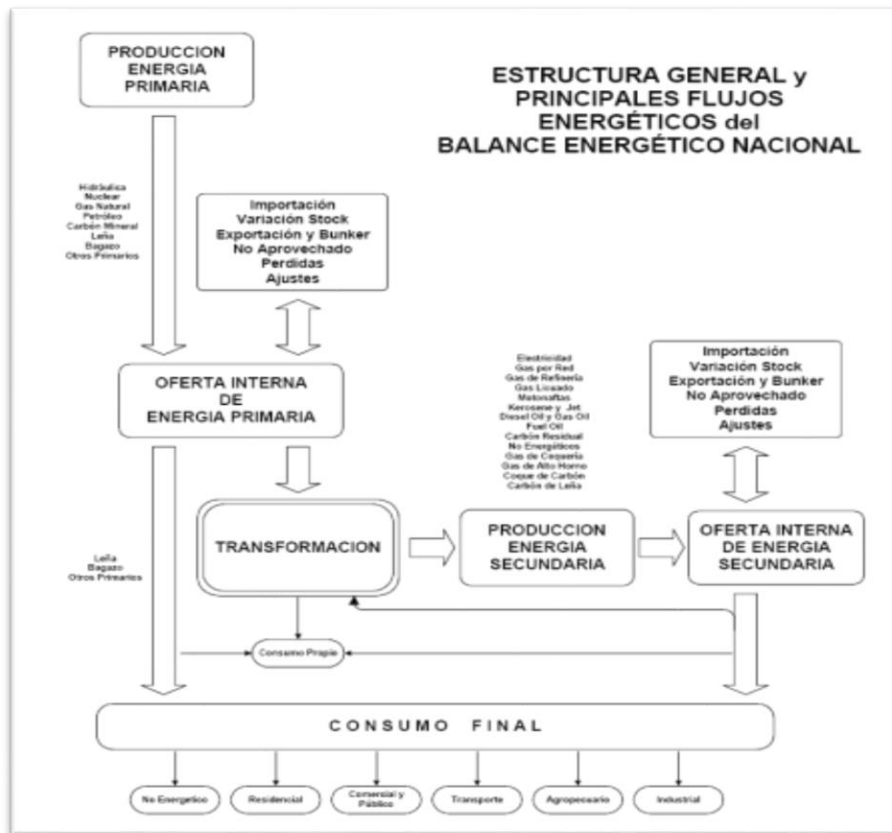 PRODUCCION
ENERGIA
PRIMARIA
ESTRUCTURA GENERAL y
PRINCIPALES FLUJOS
ENERGÉTICOS del
BALANCE ENERGÉTICO NACIONAL
Hidráulica
Nuclear
Gas Natural
Petróleo
Carbón Mineral
Leña
Bagazo
Otros Primarios
Importación
Variación Stock
Exportación y Bunker
No Aprovechado
Perdidas
Ajustes
OFERTA INTERNA
DE
ENERGIA PRIMARIA
Electricidad
Gas por Red
Gas de Refinería
Gas Licuado
Motonaftas
Kerosene y Jet
Diesel Oil y Gas Oil
Fuel Oil
Carbón Residual
No Energéticos
Gas de Coquería
Gas de Alto Horno
Coque de Carbón
Carbón de Leña
Importación
Variación Stock
Exportación y Bunker
No Aprovechado
Perdidas
Ajustes
TRANSFORMACION
PRODUCCION
ENERGIA
SECUNDARIA
OFERTA INTERNA
DE ENERGIA
SECUNDARIA
Leña
Bagazo
Otros Primarios
Consumo Propio
CONSUMO FINAL
No Energetico
Residencial
Comercial y
Público
Transporte
Agropecuario
Industrial